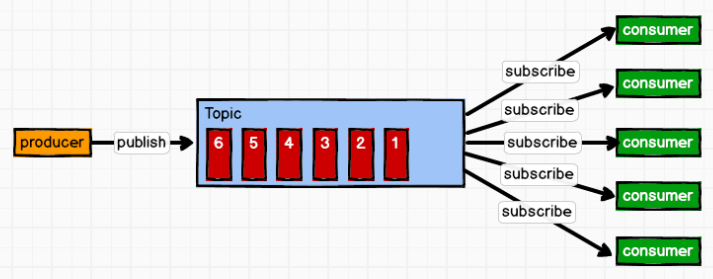 consumer
subscribe
consumer
subscribe
Topic
producer
publish
6 5 4 3 2 1
subscribe
consumer
subscribe
consumer
subscribe
consumer